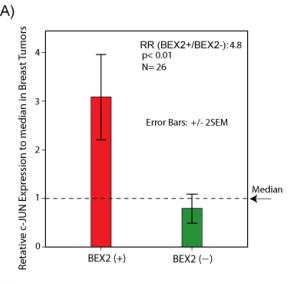 A)
RR (BEX2+/BEX2-): 4.8
p< 0.01
N= 26
Error Bars: +/- 2SEM
Median
Retative c-JUN Expression to median in Breast Tumors
4
3
2
1
0
BEX2 (+)
BEX2 (−)